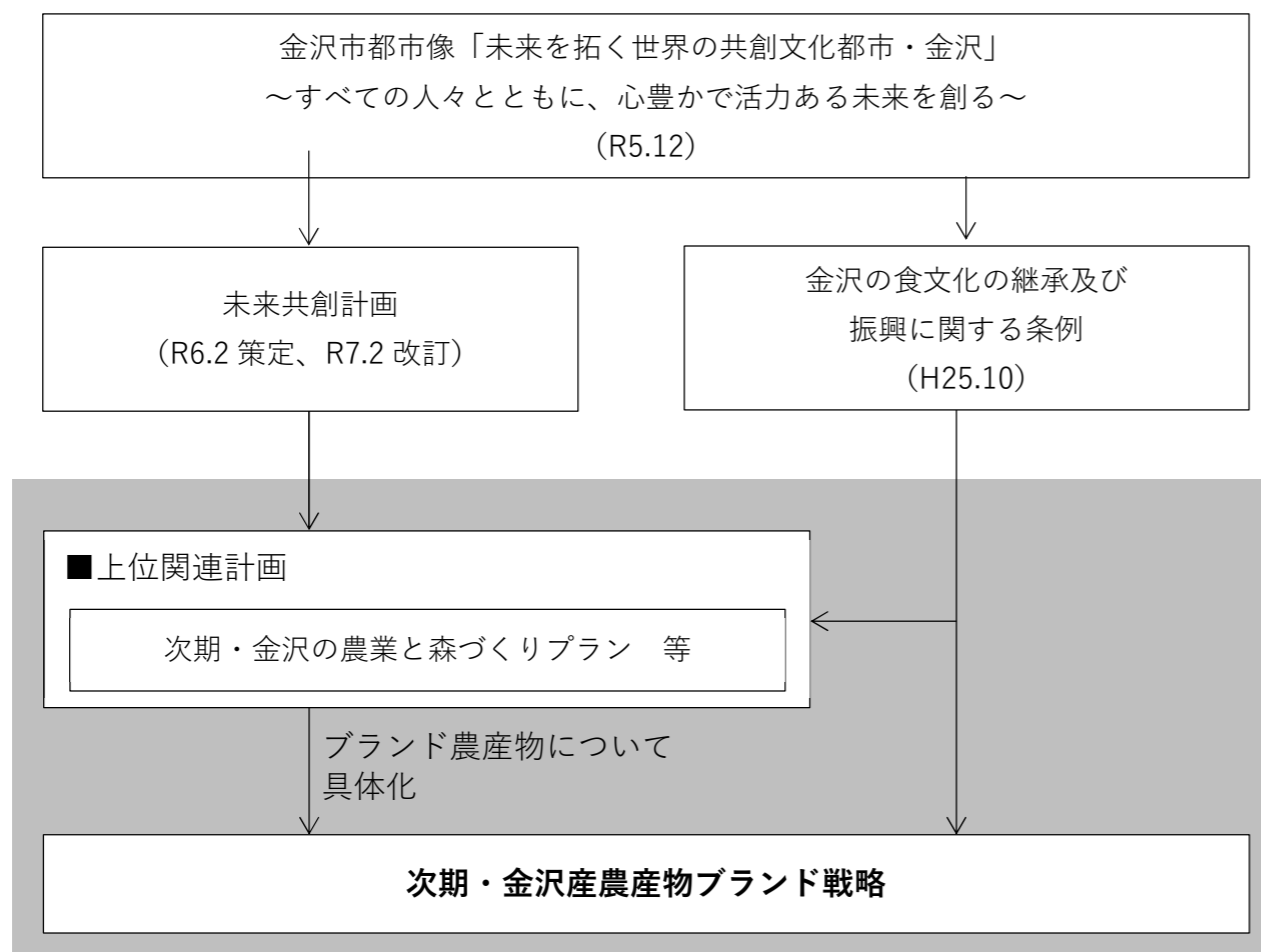 金沢市都市像「未来を拓く世界の共創文化都市・金沢」
～すべての人々とともに、心豊かで活力ある未来を創る～
（R5.12）
未来共創計画
（R6.2 策定、R7.2 改訂）
金沢の食文化の継承及び
振興に関する条例
（H25.10）
■上位関連計画
次期・金沢の農業と森づくりプラン　等
ブランド農産物について
具体化
次期・金沢産農産物ブランド戦略